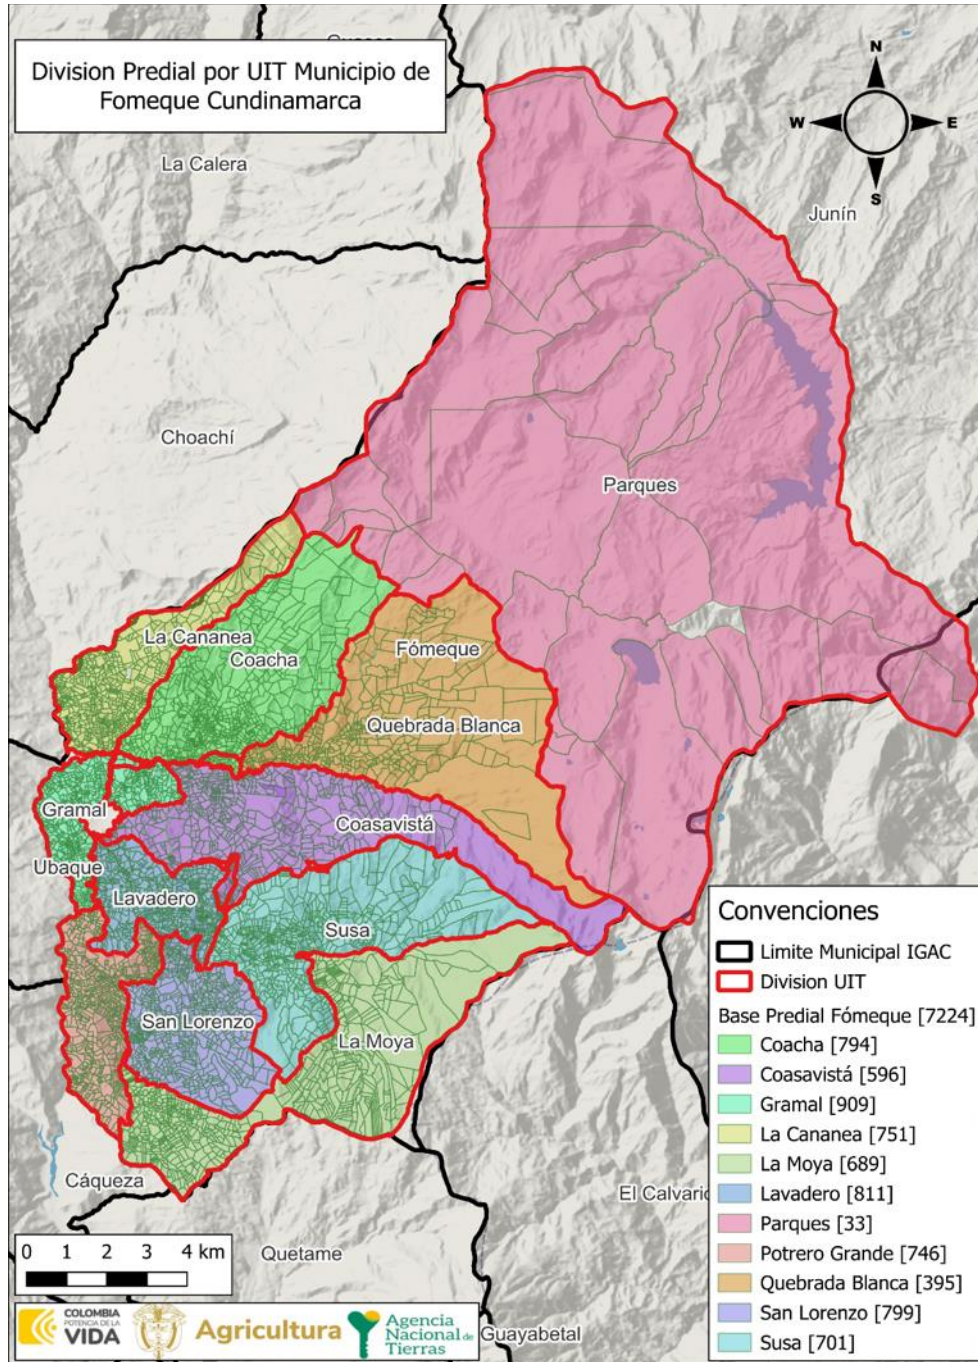 Division Predial por UIT Municipio de
Fomeque Cundinamarca
N
W
E
S
La Calera
Junín
Choachí
Parques
La Cananea
Coacha
Fómeque
Quebrada Blanca
Gramal
Coasavistá
Ubaque
Lavadero
Susa
San Lorenzo
La Moya
Cáqueza
El Calvario
Quetame
Guayabetal
Convenciones
Limite Municipal IGAC
Division UIT
Base Predial Fómeque [7224]
Coacha [794]
Coasavistá [596]
Gramal [909]
La Cananea [751]
La Moya [689]
Lavadero [811]
Parques [33]
Potrero Grande [746]
Quebrada Blanca [395]
San Lorenzo [799]
Susa [701]
0 1 2 3 4 km
COLOMBIA
POTENCIA DE LA
VIDA
Agricultura
Agencia
Nacional de
Tierras